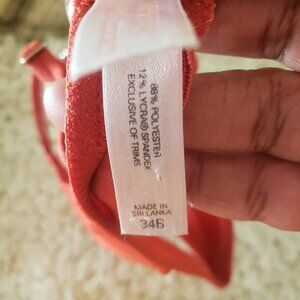 88% POLYESTER
12% LYCRA® SPANDEX
EXCLUSIVE OF TRIMS
MADE IN
SRI LANKA
34B